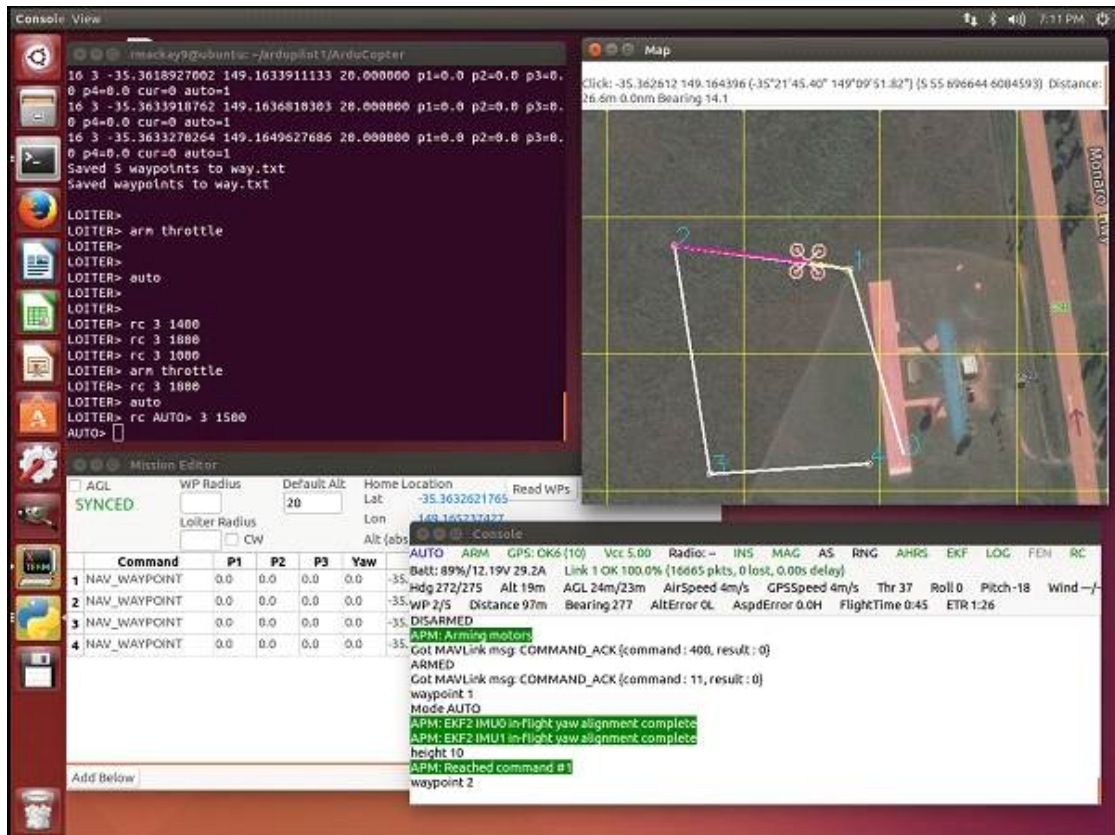 Console View
7:11 PM
rmackay9@ubuntu: ~/ardupilot1/ArduCopter
16 3 -35.3618927002 149.1633911133 20.000000 p1=0.0 p2=0.0 p3=0.
0 p4=0.0 cur=0 auto=1
16 3 -35.3633918762 149.1636810303 20.000000 p1=0.0 p2=0.0 p3=0.
0 p4=0.0 cur=0 auto=1
16 3 -35.3633270264 149.1649627686 20.000000 p1=0.0 p2=0.0 p3=0.
0 p4=0.0 cur=0 auto=1
Saved 5 waypoints to way.txt
Saved waypoints to way.txt
LOITER>
LOITER> arm throttle
LOITER>
LOITER>
LOITER> auto
LOITER>
LOITER>
LOITER> rc 3 1400
LOITER> rc 3 1800
LOITER> rc 3 1000
LOITER> arm throttle
LOITER> rc 3 1800
LOITER> auto
LOITER> rc AUTO> 3 1500
AUTO>
Map
Click: -35.362612 149.164396 (-35°21'45.40" 149°09'51.82") (S 55 696644 6084593) Distance:
26.6m 0.0nm Bearing 14.1
Monaro Hwy
2
1
3
4
Mission Editor
AGL WP Radius Default Alt Home Location Read WPs
SYNCED 20 Lat -35.3632621765
Loiter Radius Lon 149.165237427
CW Alt (abs
Command P1 P2 P3 Yaw
1 NAV_WAYPOINT 0.0 0.0 0.0 0.0 -35.
2 NAV_WAYPOINT 0.0 0.0 0.0 0.0 -35.
3 NAV_WAYPOINT 0.0 0.0 0.0 0.0 -35.
4 NAV_WAYPOINT 0.0 0.0 0.0 0.0 -35.
Add Below
Console
AUTO ARM GPS: OK6 (10) Vcc 5.00 Radio: -- INS MAG AS RNG AHRS EKF LOG FEN RC
Batt: 89%/12.19V 29.2A Link 1 OK 100.0% (16665 pkts, 0 lost, 0.00s delay)
Hdg 272/275 Alt 19m AGL 24m/23m AirSpeed 4m/s GPSSpeed 4m/s Thr 37 Roll 0 Pitch -18 Wind --/--
WP 2/5 Distance 97m Bearing 277 AltError 0L AspdError 0.0H FlightTime 0:45 ETR 1:26
DISARMED
APM: Arming motors
Got MAVLink msg: COMMAND_ACK {command : 400, result : 0}
ARMED
Got MAVLink msg: COMMAND_ACK {command : 11, result : 0}
waypoint 1
Mode AUTO
APM: EKF2 IMU0 in-flight yaw alignment complete
APM: EKF2 IMU1 in-flight yaw alignment complete
height 10
APM: Reached command #1
waypoint 2